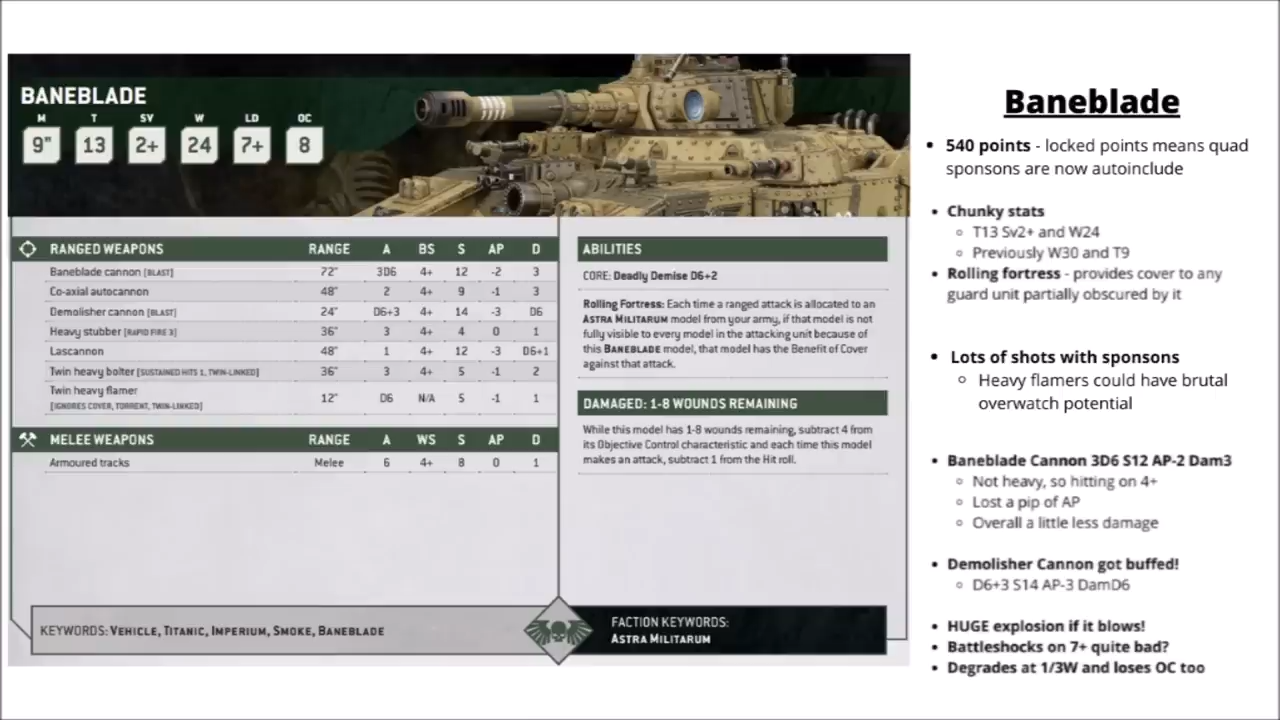 BANEBLADE
M T SV W LD OC
9" 13 2+ 24 7+ 8
RANGED WEAPONS RANGE A BS S AP D
Baneblade cannon [BLAST] 72" 3D6 4+ 12 -2 3
Co-axial autocannon 48" 2 4+ 9 -1 3
Demolisher cannon [BLAST] 24" D6+3 4+ 14 -3 D6
Heavy stubber [RAPID FIRE 3] 36" 3 4+ 4 0 1
Lascannon 48" 1 4+ 12 -3 D6+1
Twin heavy bolter [SUSTAINED HITS 1, TWIN-LINKED] 36" 3 4+ 5 -1 2
Twin heavy flamer
[IGNORES COVER, TORRENT, TWIN-LINKED] 12" D6 N/A 5 -1 1
MELEE WEAPONS RANGE A WS S AP D
Armoured tracks Melee 6 4+ 8 0 1
ABILITIES
CORE: Deadly Demise D6+2
Rolling Fortress: Each time a ranged attack is allocated to an
ASTRA MILITARUM model from your army, if that model is not
fully visible to every model in the attacking unit because of
this BANEBLADE model, that model has the Benefit of Cover
against that attack.
DAMAGED: 1-8 WOUNDS REMAINING
While this model has 1-8 wounds remaining, subtract 4 from
its Objective Control characteristic and each time this model
makes an attack, subtract 1 from the Hit roll.
KEYWORDS: VEHICLE, TITANIC, IMPERIUM, SMOKE, BANEBLADE
FACTION KEYWORDS:
ASTRA MILITARUM
Baneblade
• 540 points - locked points means quad
sponsons are now autoinclude
• Chunky stats
◦ T13 Sv2+ and W24
◦ Previously W30 and T9
• Rolling fortress - provides cover to any
guard unit partially obscured by it
• Lots of shots with sponsons
◦ Heavy flamers could have brutal
overwatch potential
• Baneblade Cannon 3D6 S12 AP-2 Dam3
◦ Not heavy, so hitting on 4+
◦ Lost a pip of AP
◦ Overall a little less damage
• Demolisher Cannon got buffed!
◦ D6+3 S14 AP-3 DamD6
• HUGE explosion if it blows!
• Battleshocks on 7+ quite bad?
• Degrades at 1/3W and loses OC too